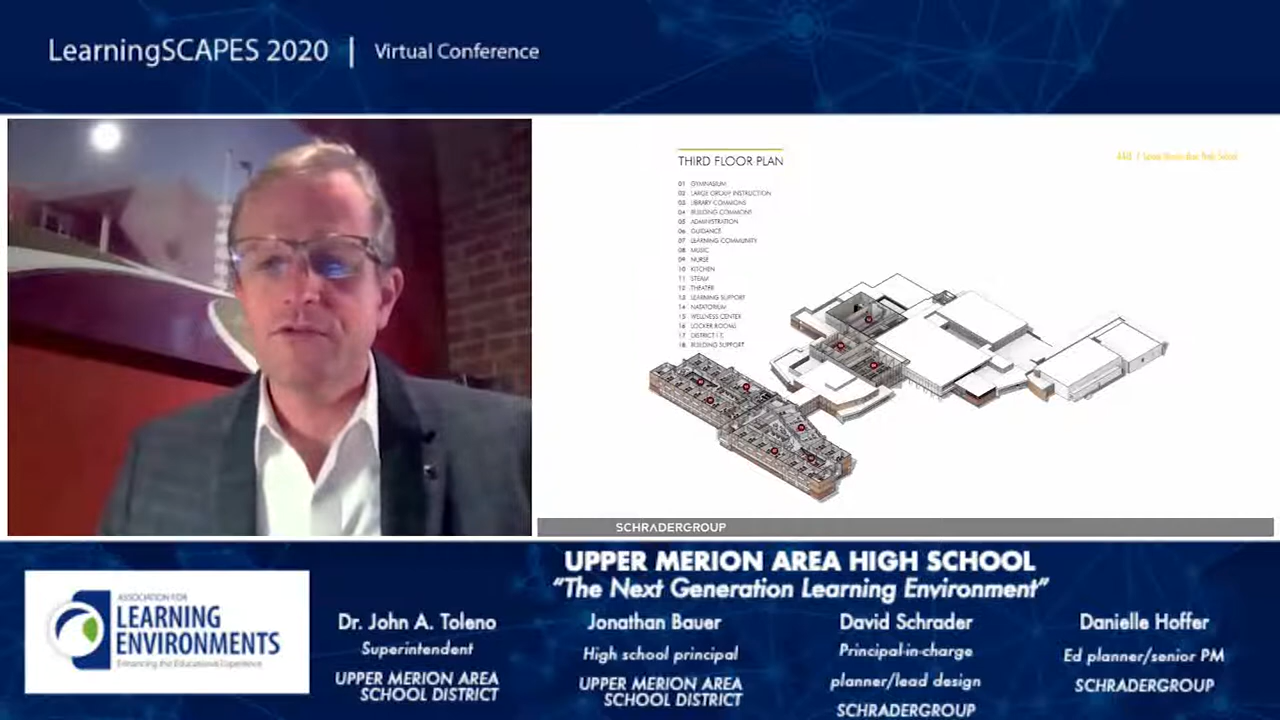 LearningSCAPES 2020 | Virtual Conference
THIRD FLOOR PLAN
01 GYMNASIUM
02 LARGE GROUP INSTRUCTION
03 LIBRARY COMMONS
04 BUILDING COMMONS
05 ADMINISTRATION
06 GUIDANCE
07 LEARNING COMMUNITY
08 MUSIC
09 NURSE
10 KITCHEN
11 STEAM
12 THEATER
13 LEARNING SUPPORT
14 NATATORIUM
15 WELLNESS CENTER
16 LOCKER ROOMS
17 DISTRICT I.T.
18 BUILDING SUPPORT
SCHRADERGROUP
UPPER MERION AREA HIGH SCHOOL
“The Next Generation Learning Environment”
ASSOCIATION FOR
LEARNING
ENVIRONMENTS
Enhancing the Educational Experience
Dr. John A. Toleno
Superintendent
UPPER MERION AREA
SCHOOL DISTRICT
Jonathan Bauer
High school principal
UPPER MERION AREA
SCHOOL DISTRICT
David Schrader
Principal-in-charge
planner/lead design
SCHRADERGROUP
Danielle Hoffer
Ed planner/senior PM
SCHRADERGROUP